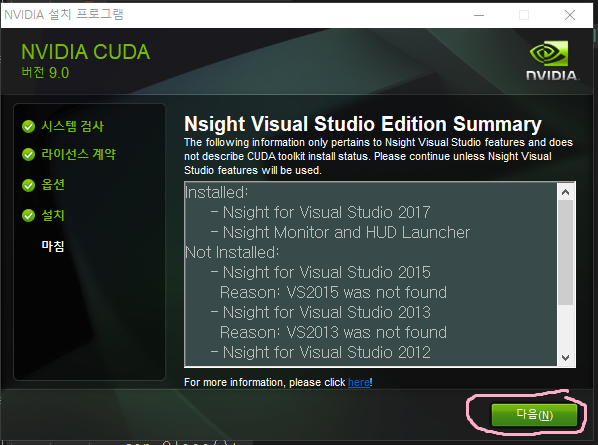 NVIDIA 설치 프로그램
NVIDIA CUDA
버전 9.0
NVIDIA.
시스템 검사
라이선스 계약
옵션
설치
마침
Nsight Visual Studio Edition Summary
The following information only pertains to Nsight Visual Studio features and does
not describe CUDA toolkit install status. Please continue unless Nsight Visual
Studio features will be used.
Installed:
- Nsight for Visual Studio 2017
- Nsight Monitor and HUD Launcher
Not Installed:
- Nsight for Visual Studio 2015
Reason: VS2015 was not found
- Nsight for Visual Studio 2013
Reason: VS2013 was not found
- Nsight for Visual Studio 2012
For more information, please click here!
다음(N)